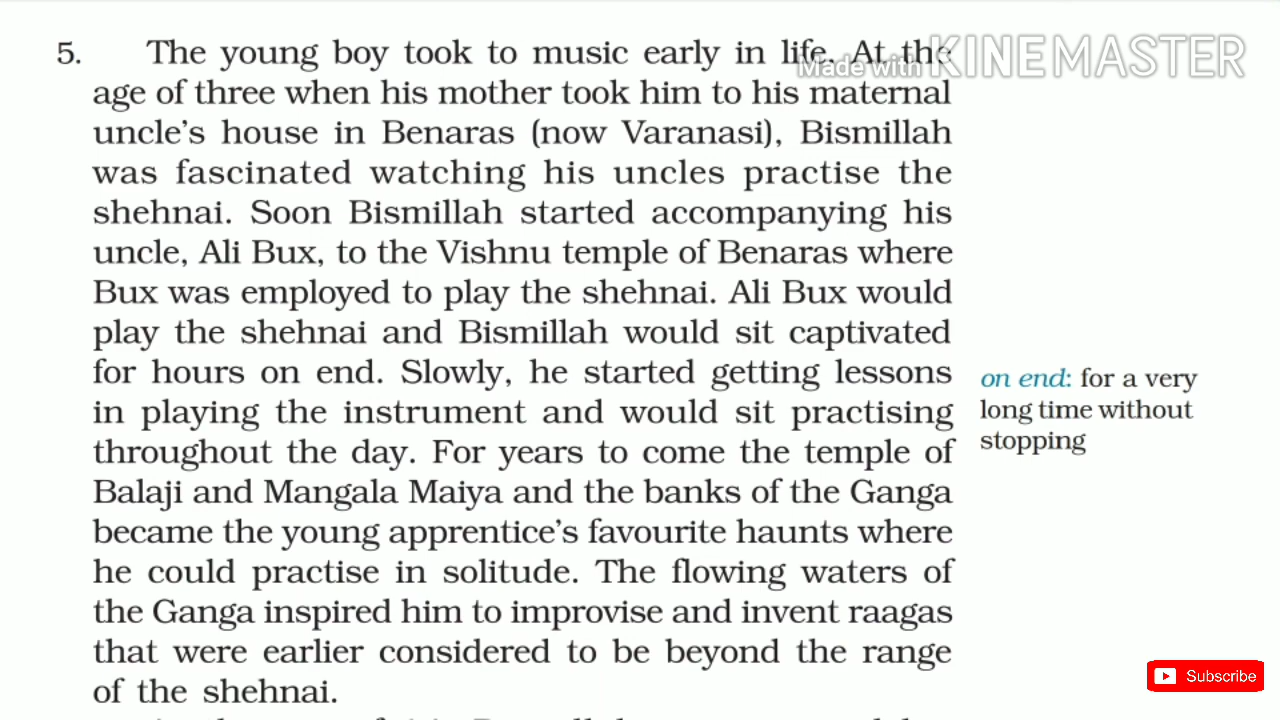 5. The young boy took to music early in life. At the
Made with KINEMASTER
age of three when his mother took him to his maternal
uncle's house in Benaras (now Varanasi), Bismillah
was fascinated watching his uncles practise the
shehnai. Soon Bismillah started accompanying his
uncle, Ali Bux, to the Vishnu temple of Benaras where
Bux was employed to play the shehnai. Ali Bux would
play the shehnai and Bismillah would sit captivated
for hours on end. Slowly, he started getting lessons
in playing the instrument and would sit practising
throughout the day. For years to come the temple of
Balaji and Mangala Maiya and the banks of the Ganga
became the young apprentice's favourite haunts where
he could practise in solitude. The flowing waters of
the Ganga inspired him to improvise and invent raagas
that were earlier considered to be beyond the range
of the shehnai.
on end: for a very
long time without
stopping
Subscribe